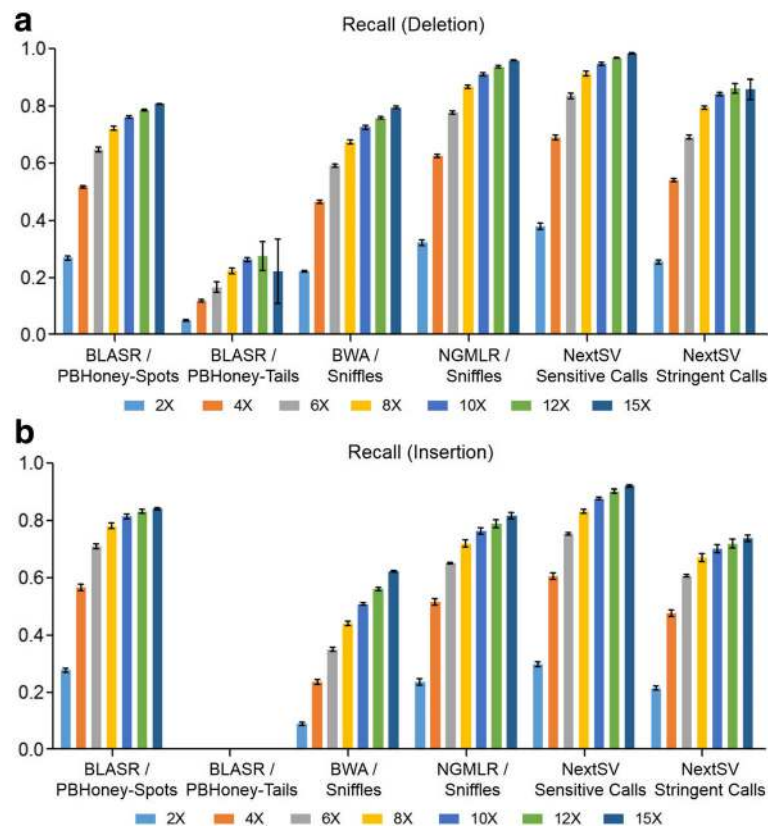 a
Recall (Deletion)
1.0
0.8
0.6
0.4
0.2
0.0
BLASR / BLASR / BWA / NGMLR / NextSV NextSV
PBHoney-Spots PBHoney-Tails Sniffles Sniffles Sensitive Calls Stringent Calls
2X 4X 6X 8X 10X 12X 15X
b
Recall (Insertion)
1.0
0.8
0.6
0.4
0.2
0.0
BLASR / BLASR / BWA / NGMLR / NextSV NextSV
PBHoney-Spots PBHoney-Tails Sniffles Sniffles Sensitive Calls Stringent Calls
2X 4X 6X 8X 10X 12X 15X